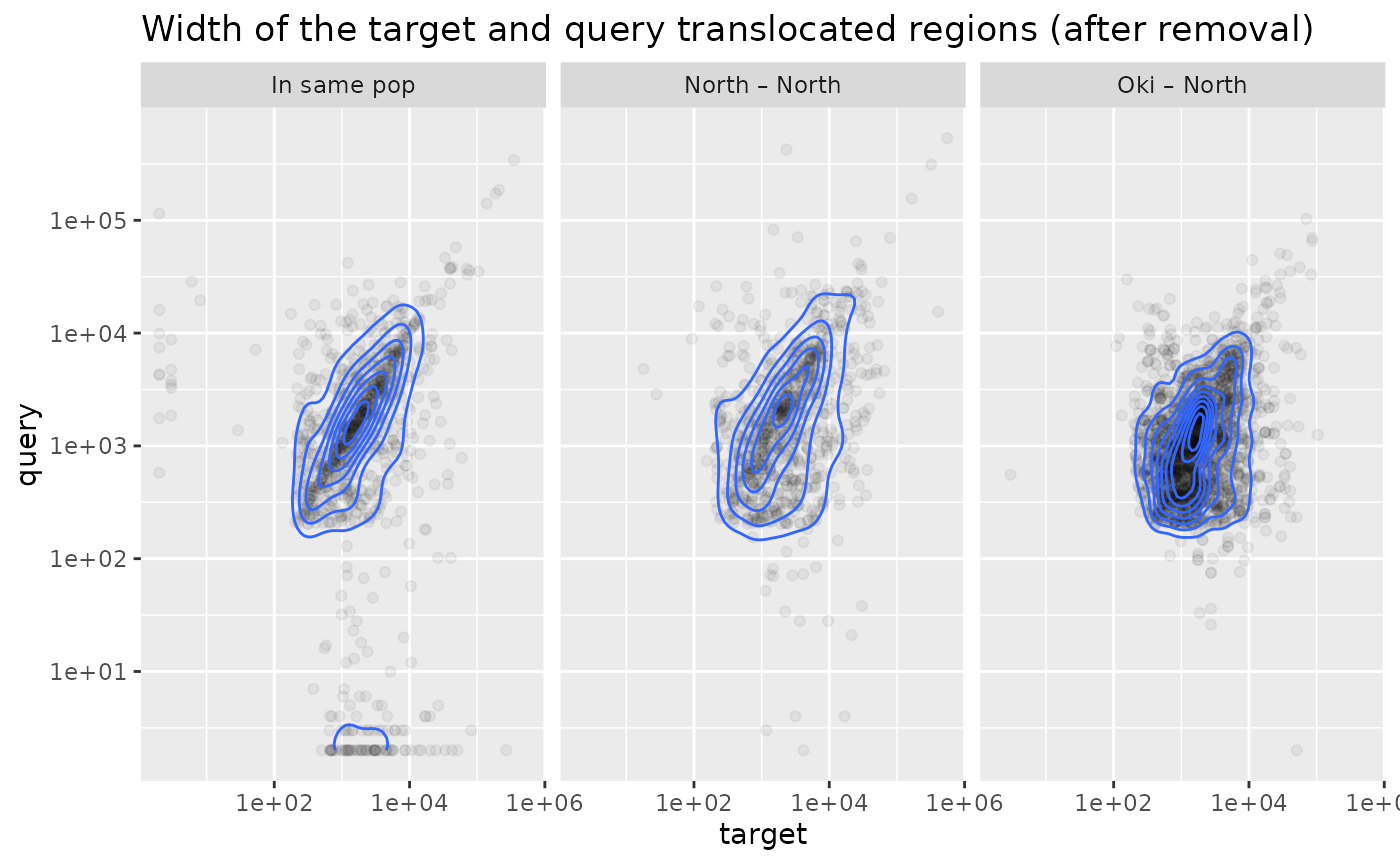 Width of the target and query translocated regions (after removal)
In same pop
North – North
Oki – North
query
1e+05
1e+04
1e+03
1e+02
1e+01
1e+02 1e+04 1e+06
1e+02 1e+04 1e+06
1e+02 1e+04 1e+0
target